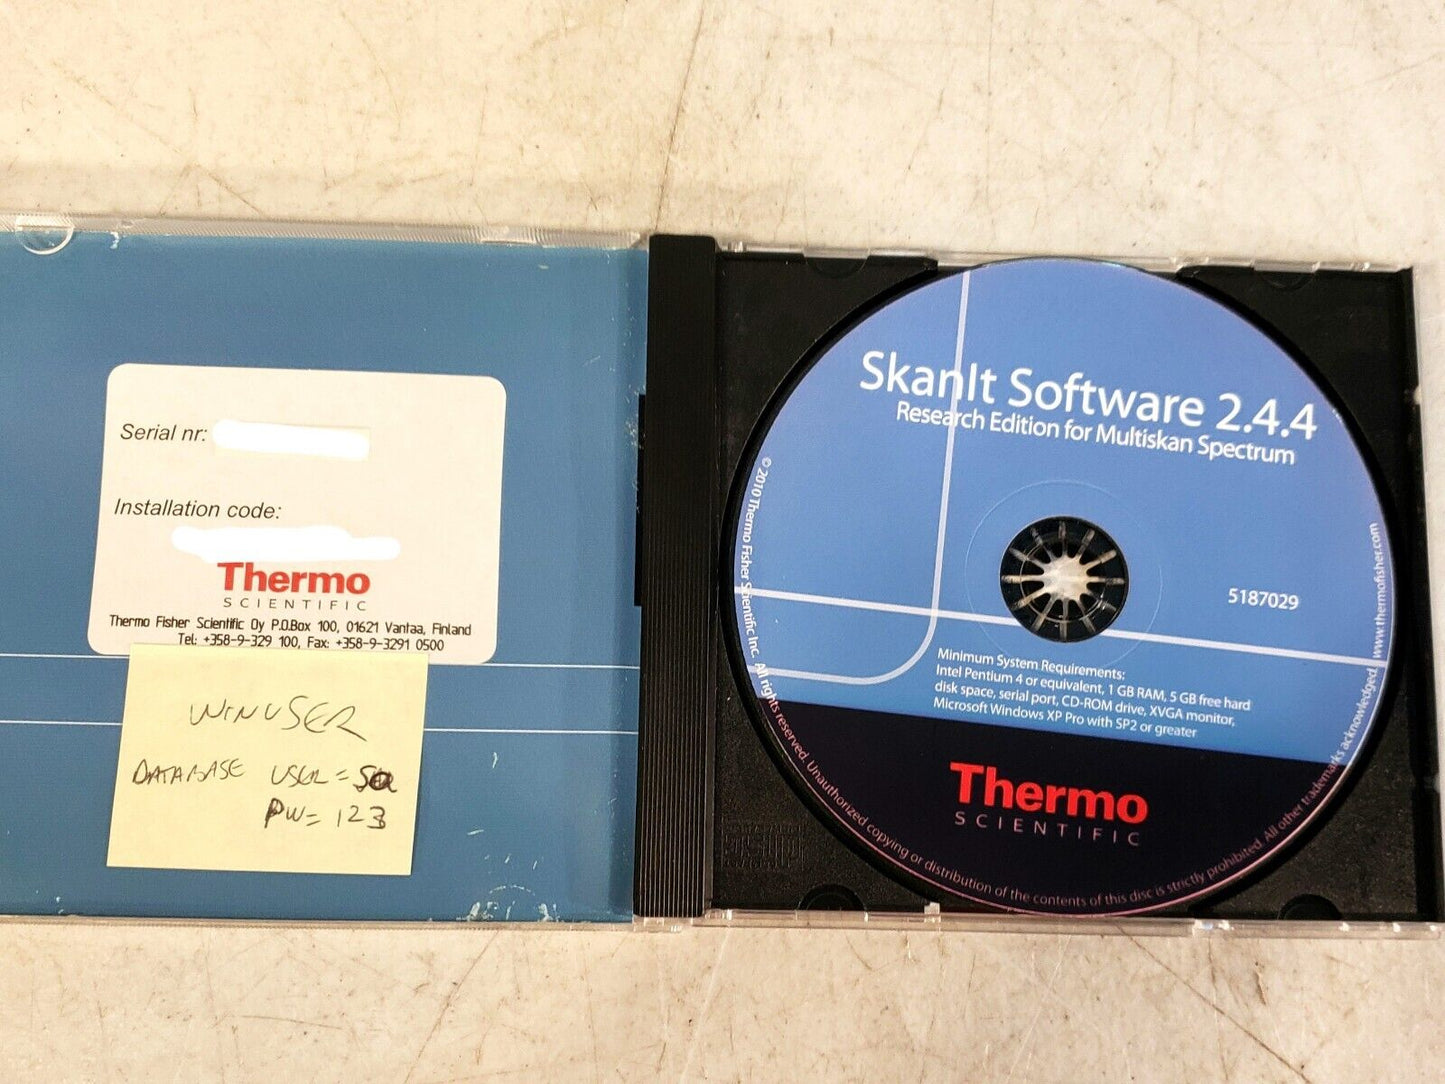 Serial nr:
Installation code:
Thermo
SCIENTIFIC
Thermo Fisher Scientific Oy P.O.Box 100, 01621 Vantaa, Finland
Tel: +358-9-329 100, Fax: +358-9-3291 0500
WINUSER
DATABASE USER =
PW= 123
SkanIt Software 2.4.4
Research Edition for Multiskan Spectrum
5187029
Minimum System Requirements:
Intel Pentium 4 or equivalent, 1 GB RAM, 5 GB free hard
disk space, serial port, CD-ROM drive, XVGA monitor,
Microsoft Windows XP Pro with SP2 or greater
Thermo
SCIENTIFIC
© 2010 Thermo Fisher Scientific Inc. All rights reserved. Unauthorized copying or distribution of the contents of this disc is strictly prohibited. All other trademarks acknowledged. www.thermofisher.com